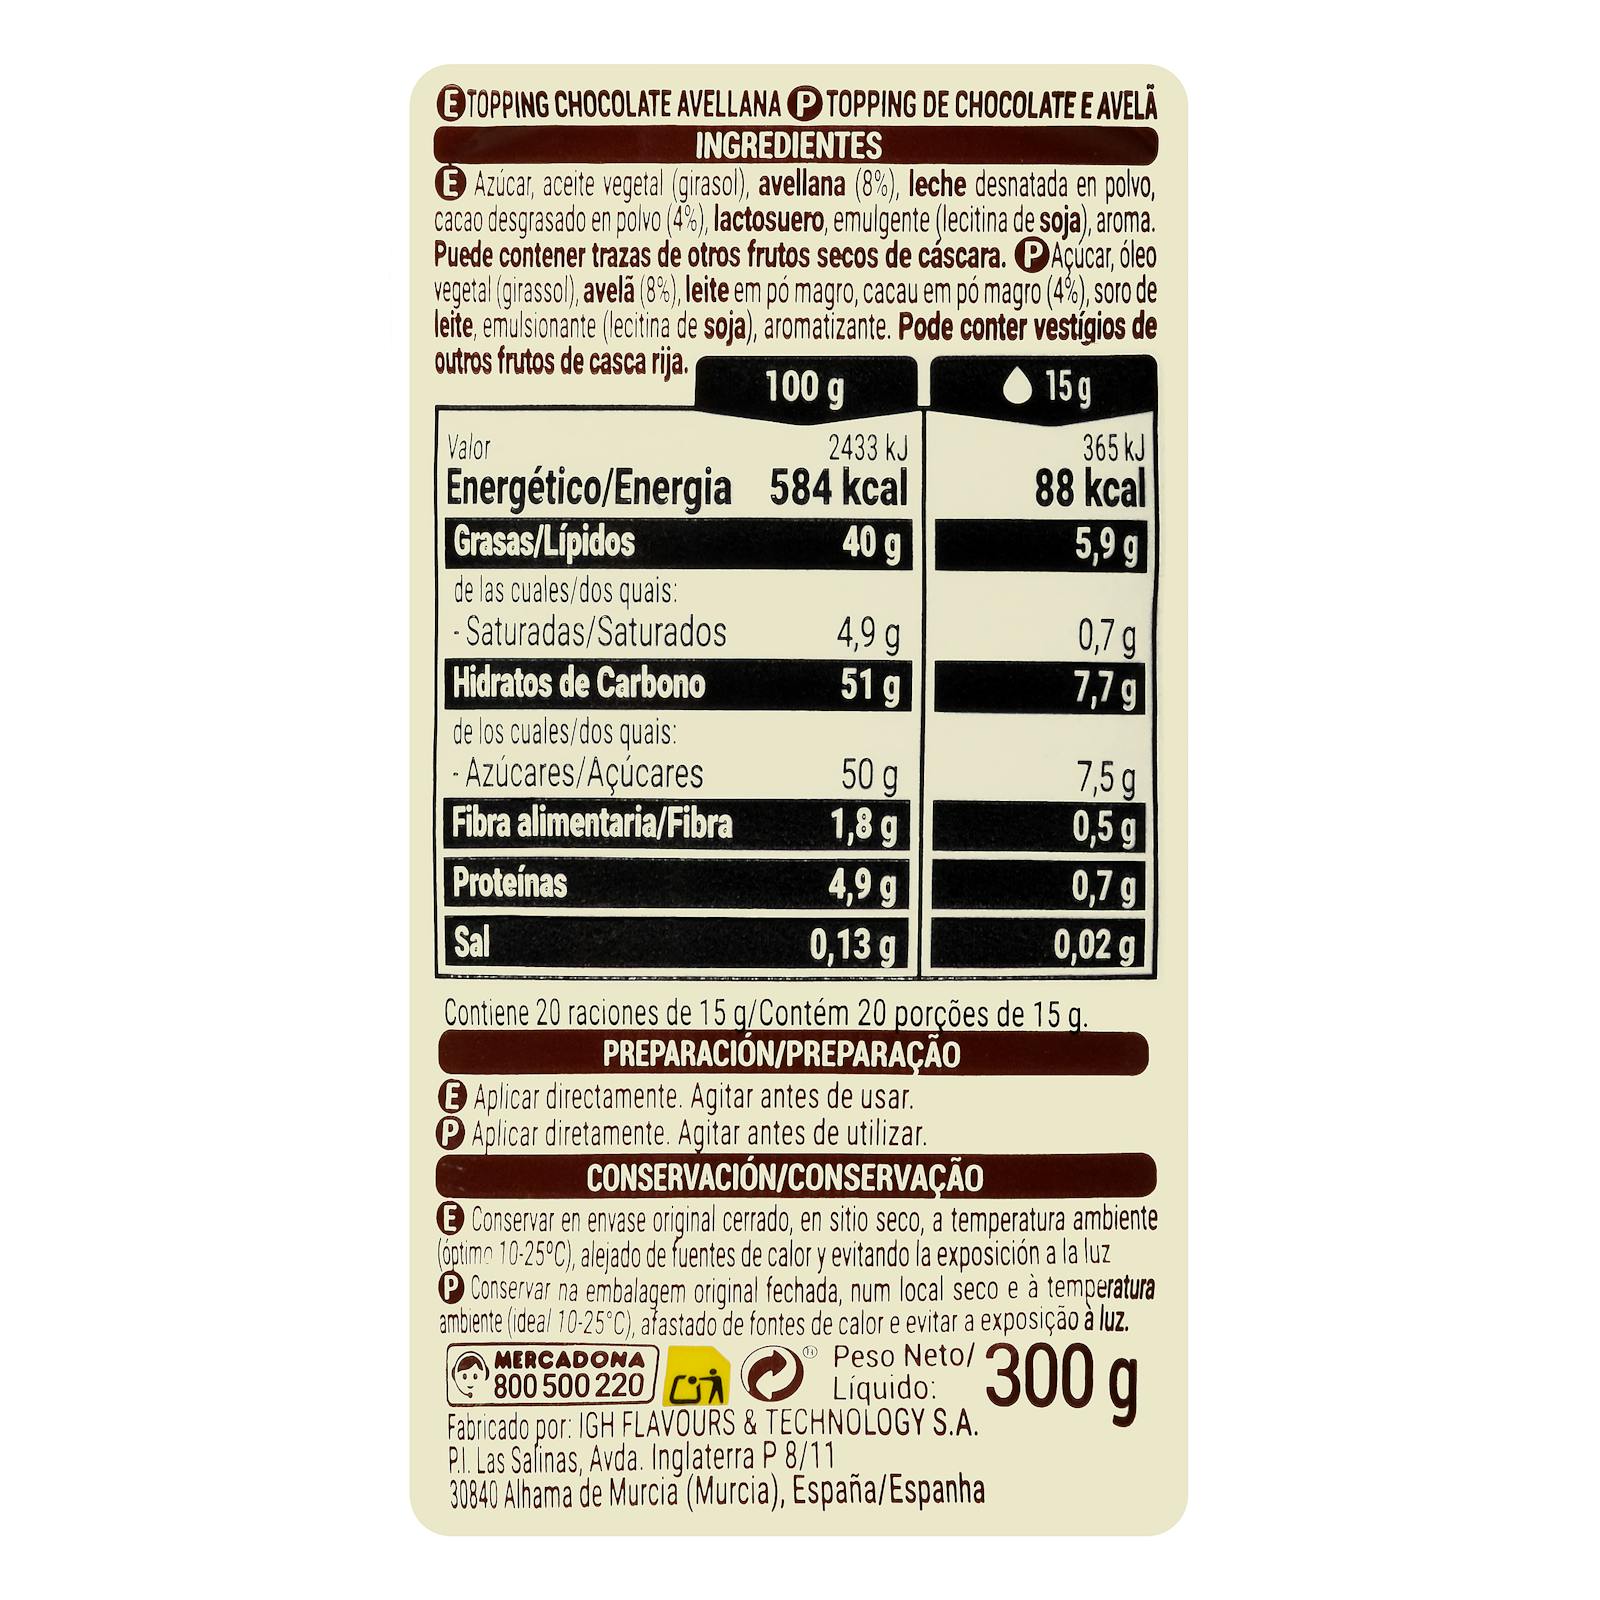 E TOPPING CHOCOLATE AVELLANA P TOPPING DE CHOCOLATE E AVELÃ
INGREDIENTES
E Azúcar, aceite vegetal (girasol), avellana (8%), leche desnatada en polvo,
cacao desgrasado en polvo (4%), lactosuero, emulgente (lecitina de soja), aroma.
Puede contener trazas de otros frutos secos de cáscara. P Açúcar, óleo
vegetal (girassol), avelã (8%), leite em pó magro, cacau em pó magro (4%), soro de
leite, emulsionante (lecitina de soja), aromatizante. Pode conter vestígios de
outros frutos de casca rija.
100 g 15 g
Valor 2433 kJ 365 kJ
Energético/Energia 584 kcal 88 kcal
Grasas/Lípidos 40 g 5,9 g
de las cuales/dos quais:
- Saturadas/Saturados 4,9 g 0,7 g
Hidratos de Carbono 51 g 7,7 g
de los cuales/dos quais:
- Azúcares/Açúcares 50 g 7,5 g
Fibra alimentaria/Fibra 1,8 g 0,5 g
Proteínas 4,9 g 0,7 g
Sal 0,13 g 0,02 g
Contiene 20 raciones de 15 g/Contém 20 porções de 15 g.
PREPARACIÓN/PREPARAÇÃO
E Aplicar directamente. Agitar antes de usar.
P Aplicar diretamente. Agitar antes de utilizar.
CONSERVACIÓN/CONSERVAÇÃO
E Conservar en envase original cerrado, en sitio seco, a temperatura ambiente
(óptimo 10-25ºC), alejado de fuentes de calor y evitando la exposición a la luz
P Conservar na embalagem original fechada, num local seco e à temperatura
ambiente (ideal 10-25°C), afastado de fontes de calor e evitar a exposição à luz.
MERCADONA
800 500 220
Peso Neto/
Líquido: 300 g
Fabricado por: IGH FLAVOURS & TECHNOLOGY S.A.
P.I. Las Salinas, Avda. Inglaterra P 8/11
30840 Alhama de Murcia (Murcia), España/Espanha